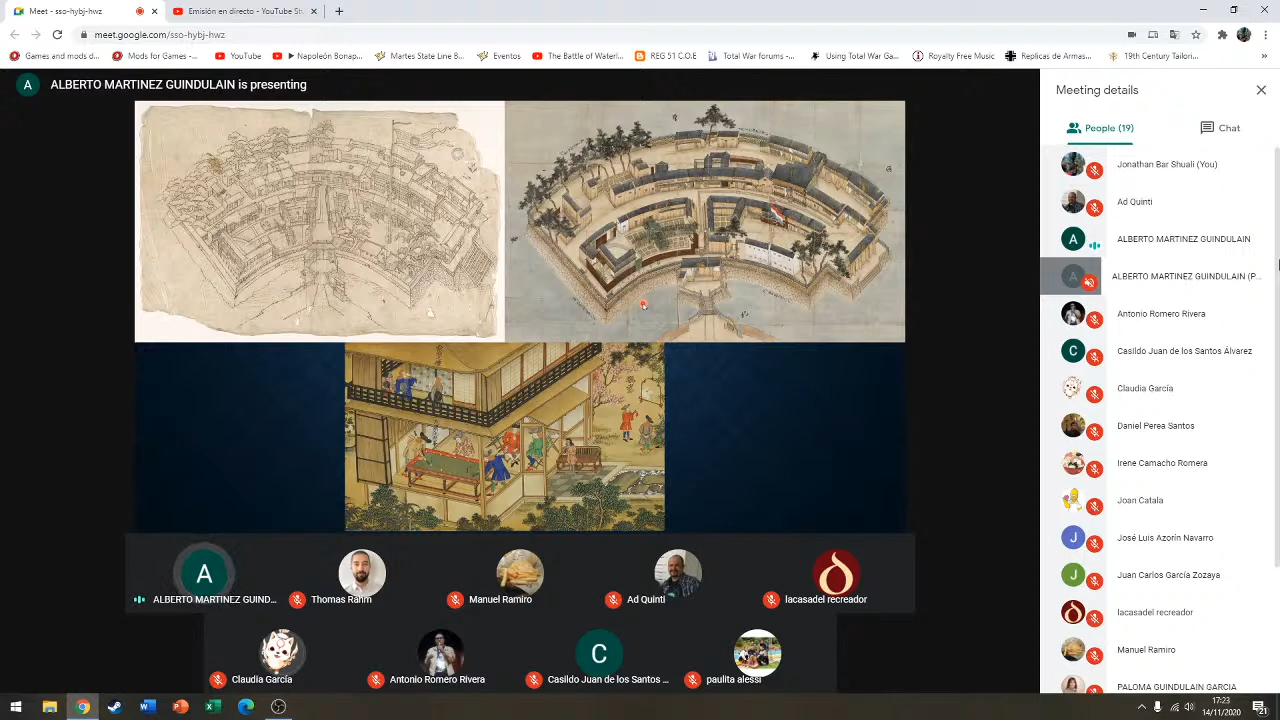 Meet - sso-hybj-hwz
Emisión en directo - YouTube St
meet.google.com/sso-hybj-hwz
Games and mods d...
Mods for Games -...
YouTube
▶ Napoleón Bonap...
Martes State Line B...
Eventos
The Battle of Waterl...
REG 51 C.O.E
Total War forums -...
Using Total War Ga...
Royalty Free Music
Replicas de Armas...
19th Century Tailori...
»
A
ALBERTO MARTINEZ GUINDULAIN is presenting
Meeting details
People (19)
Chat
Jonathan Bar Shuali (You)
Ad Quinti
A
ALBERTO MARTINEZ GUINDULAIN
A
ALBERTO MARTINEZ GUINDULAIN (P...
Antonio Romero Rivera
C
Casildo Juan de los Santos Álvarez
Claudia García
Daniel Perea Santos
Irene Camacho Romera
Joan Catala
J
José Luis Azorín Navarro
J
Juan Carlos García Zozaya
lacasadel recreador
Manuel Ramiro
PALOMA GUINDULAIN GARCIA
A
ALBERTO MARTINEZ GUIND...
Thomas Rahm
Manuel Ramiro
Ad Quinti
lacasadel recreador
C
Claudia García
Antonio Romero Rivera
Casildo Juan de los Santos ...
paulita alessi
17:23
14/11/2020
21